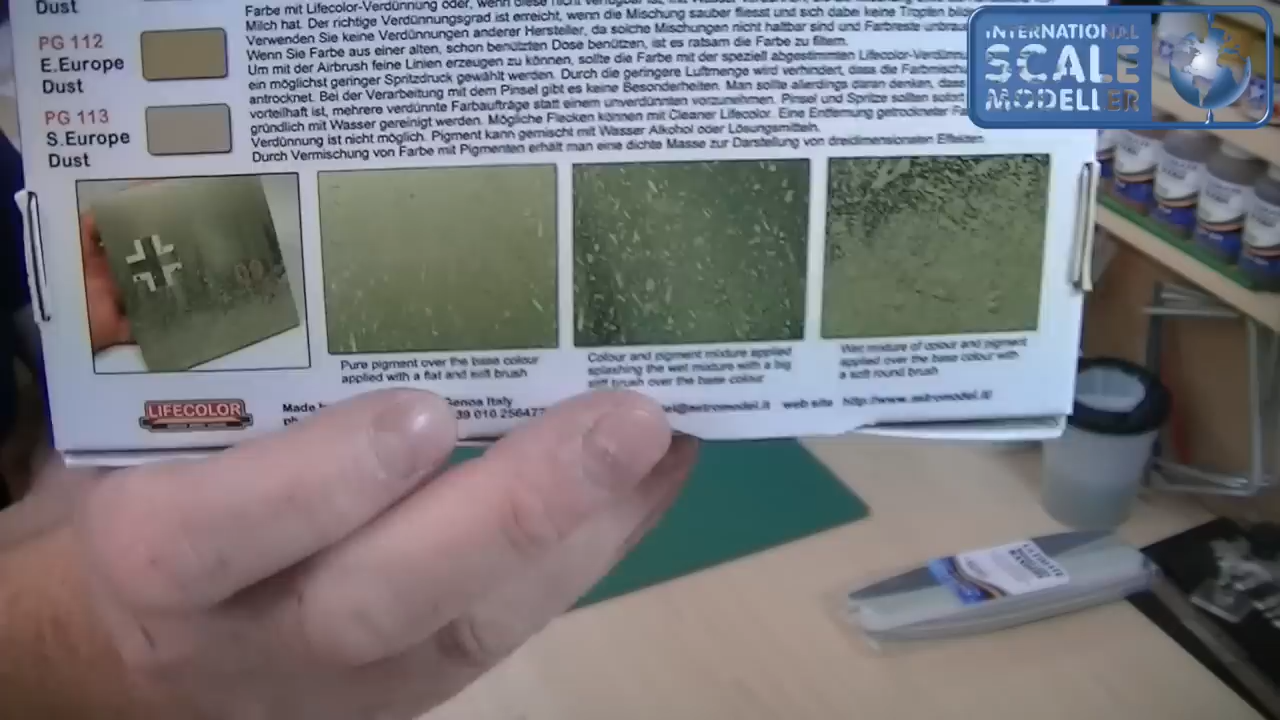 Dust
PG 112
E.Europe
Dust
PG 113
S.Europe
Dust
Farbe mit Lifecolor-Verdünnung oder, wenn diese nicht verfügbar ist, mit Wasser
Milch hat. Der richtige Verdünnungsgrad ist erreicht, wenn die Mischung sauber fliesst und sich dabei keine Tropfen
Verwenden Sie keine Verdünnungen anderer Hersteller, da solche Mischungen nicht haltbar sind und Farbreste
Wenn Sie Farbe aus einer alten, schon benützten Dose benützen, ist es ratsam die Farbe zu filtern.
Um mit der Airbrush feine Linien erzeugen zu können, sollte die Farbe mit der speziell abgestimmten
ein möglichst geringer Spritzdruck gewählt werden. Durch die geringere Luftmenge wird verhindert, dass die
antrocknet. Bei der Verarbeitung mit dem Pinsel gibt es keine Besonderheiten. Man sollte allerdings daran denken,
vorteilhaft ist, mehrere verdünnte Farbaufträge statt einem unverdünnten vorzunehmen. Pinsel und Spritze sollten
gründlich mit Wasser gereinigt werden. Mögliche Flecken können mit Cleaner Lifecolor. Eine Entfernung getrockneter
Verdünnung ist nicht möglich. Pigment kann gemischt mit Wasser Alkohol oder Lösungsmitteln.
Durch Vermischung von Farbe mit Pigmenten erhält man eine dichte Masse zur Darstellung von dreidimensionalen Effekten.
Pure pigment over the base colour
applied with a flat and soft brush
Colour and pigment mixture applied
splashing the wet mixture with a big
stiff brush over the base colour
Wet mixture of colour and pigment
applied over the base colour with
a soft round brush
LIFECOLOR
Made
Genoa Italy
39 010.256477
web site http://www.astromodel.it/
INTERNATIONAL
SCALE
MODELLER